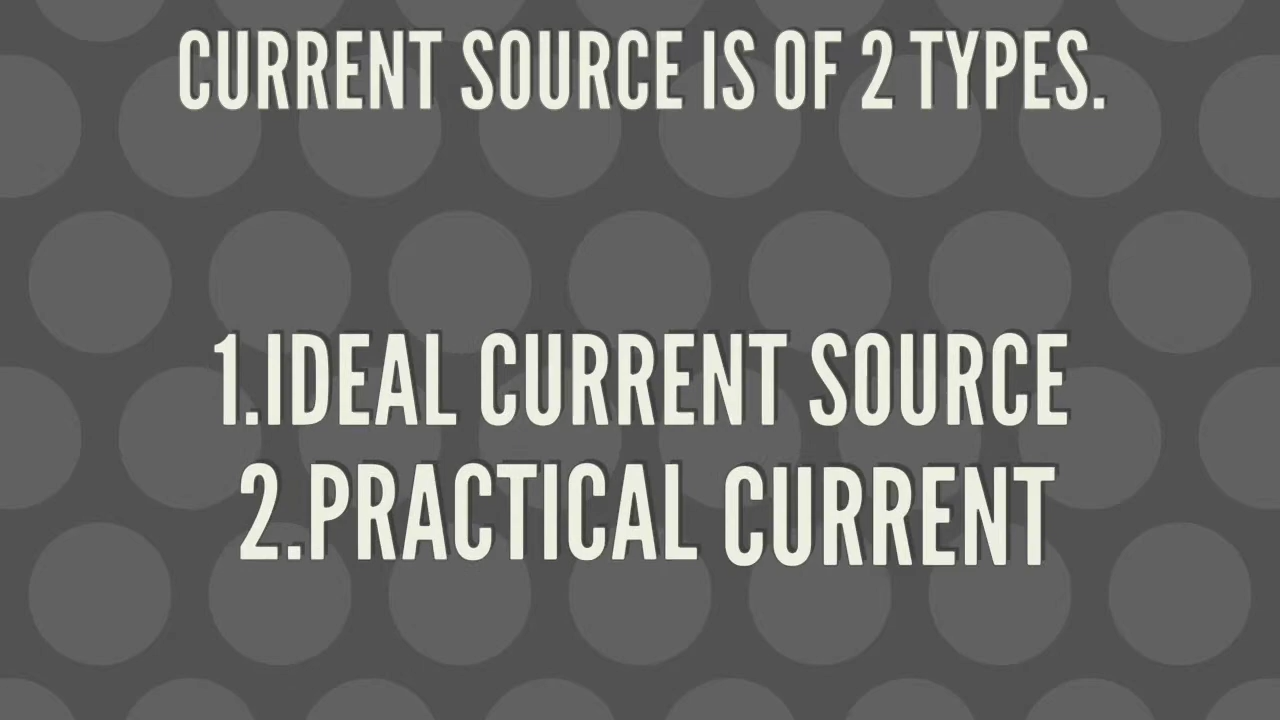 CURRENT SOURCE IS OF 2 TYPES.
1.IDEAL CURRENT SOURCE
2.PRACTICAL CURRENT